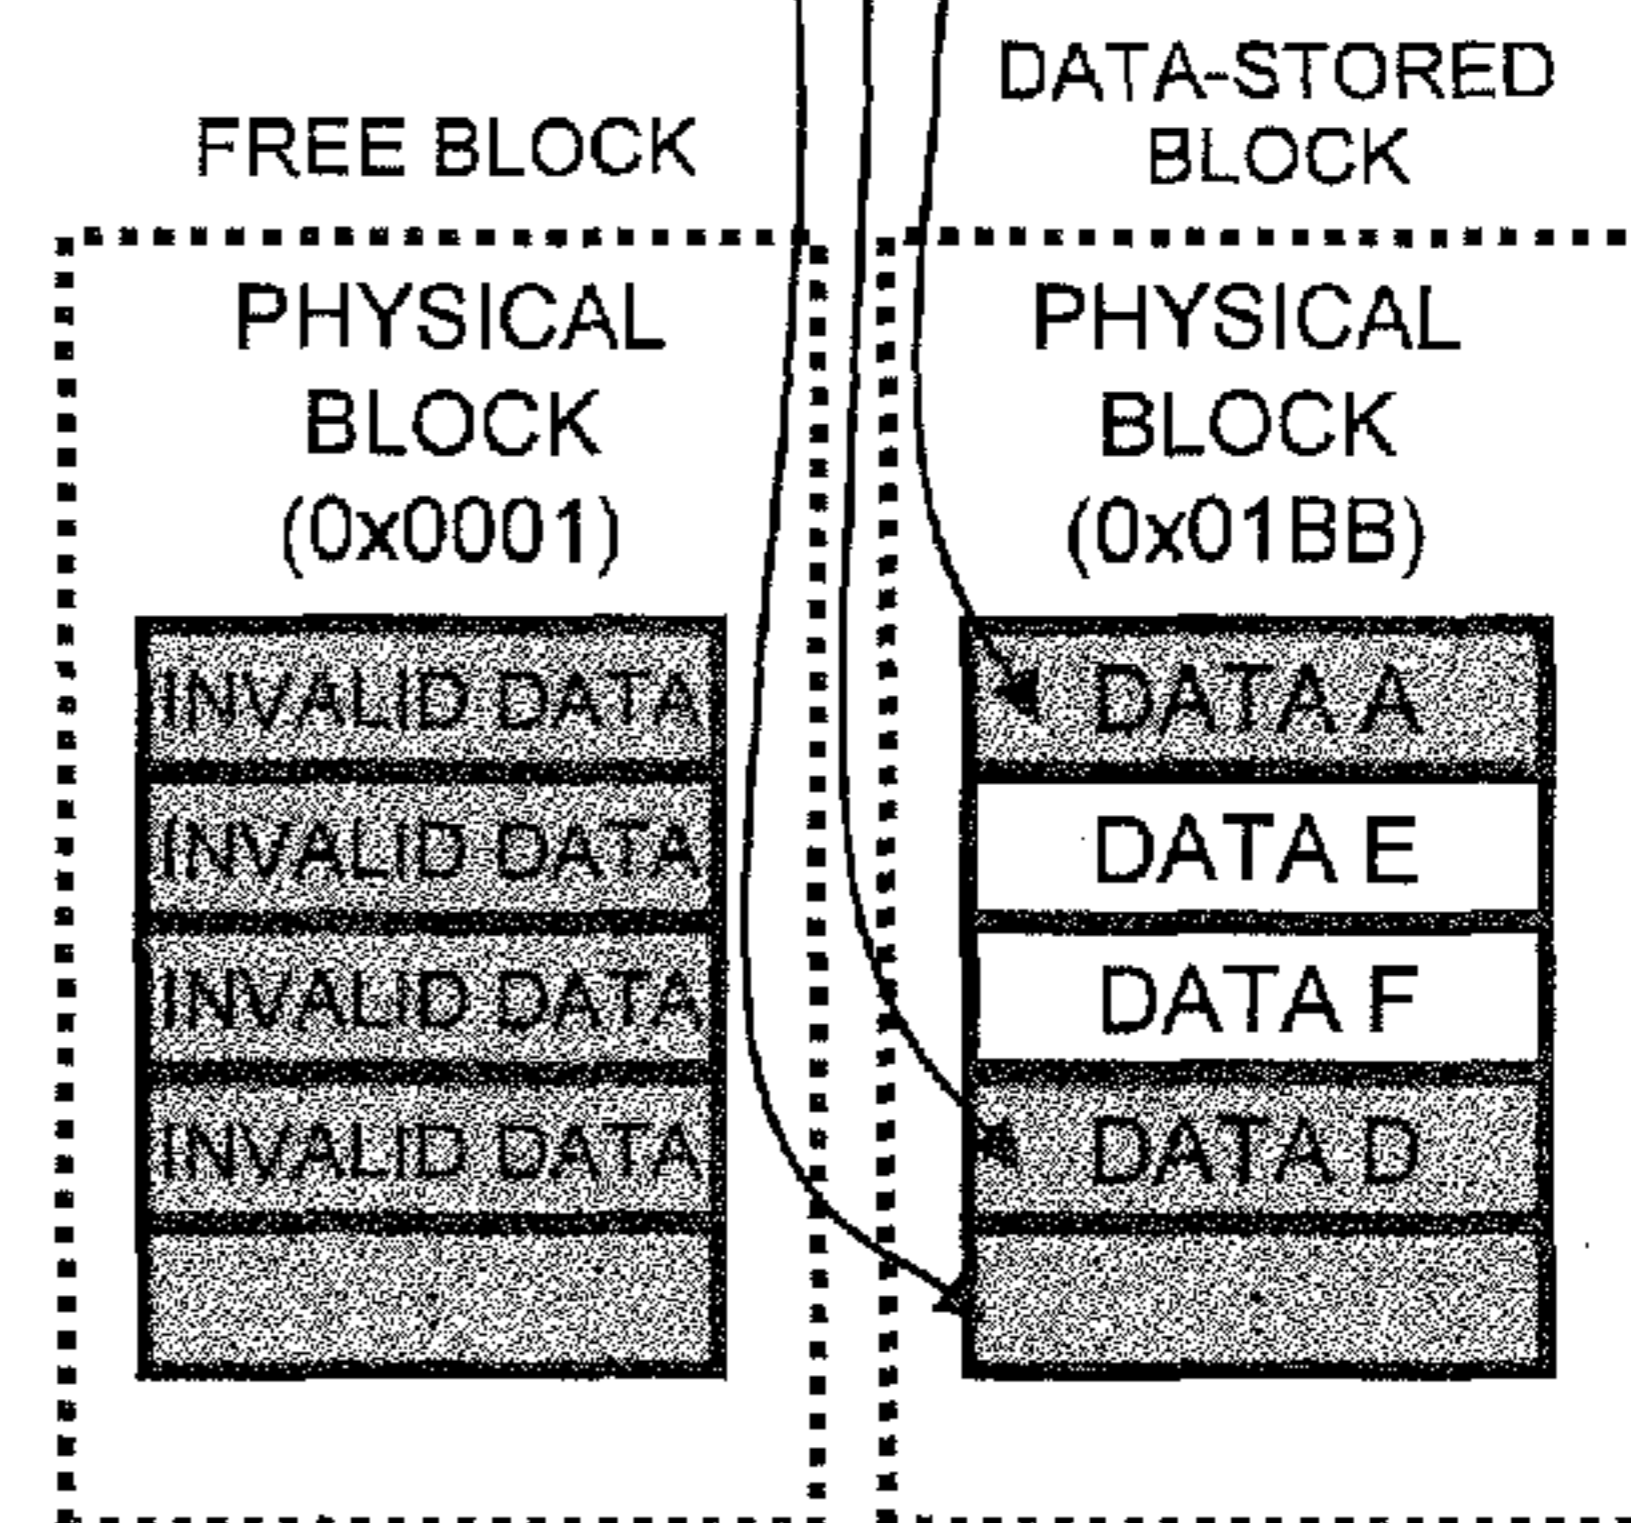 FREE BLOCK
PHYSICAL
BLOCK
(0x0001)
INVALID DATA
INVALID DATA
INVALID DATA
INVALID DATA
DATA-STORED
BLOCK
PHYSICAL
BLOCK
(0x01BB)
DATA A
DATA E
DATA F
DATA D